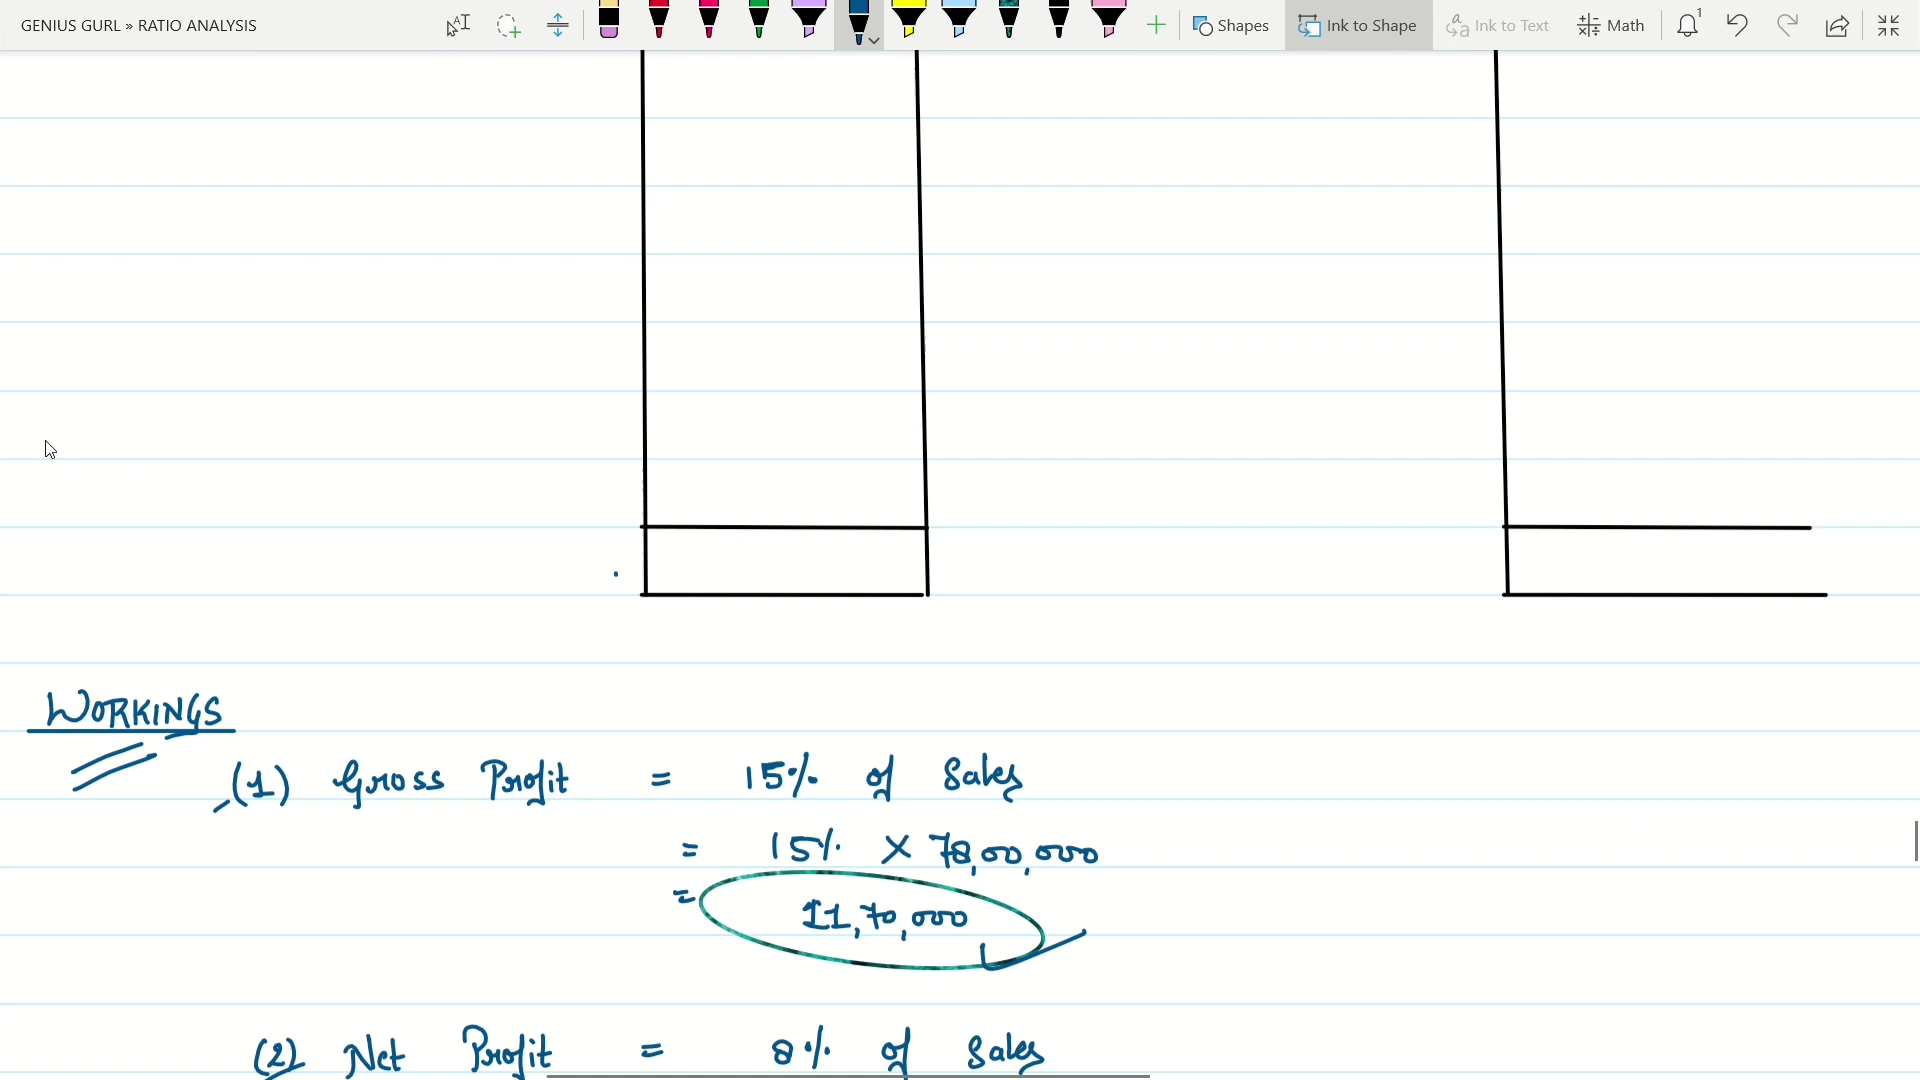 GENIUS GURL » RATIO ANALYSIS Shapes Ink to Shape Ink to Text Math 1
WORKINGS
(1) Gross Profit = 15% of Sales
= 15% × 78,00,000
= 11,70,000
(2) Net Profit = 8% of Sales